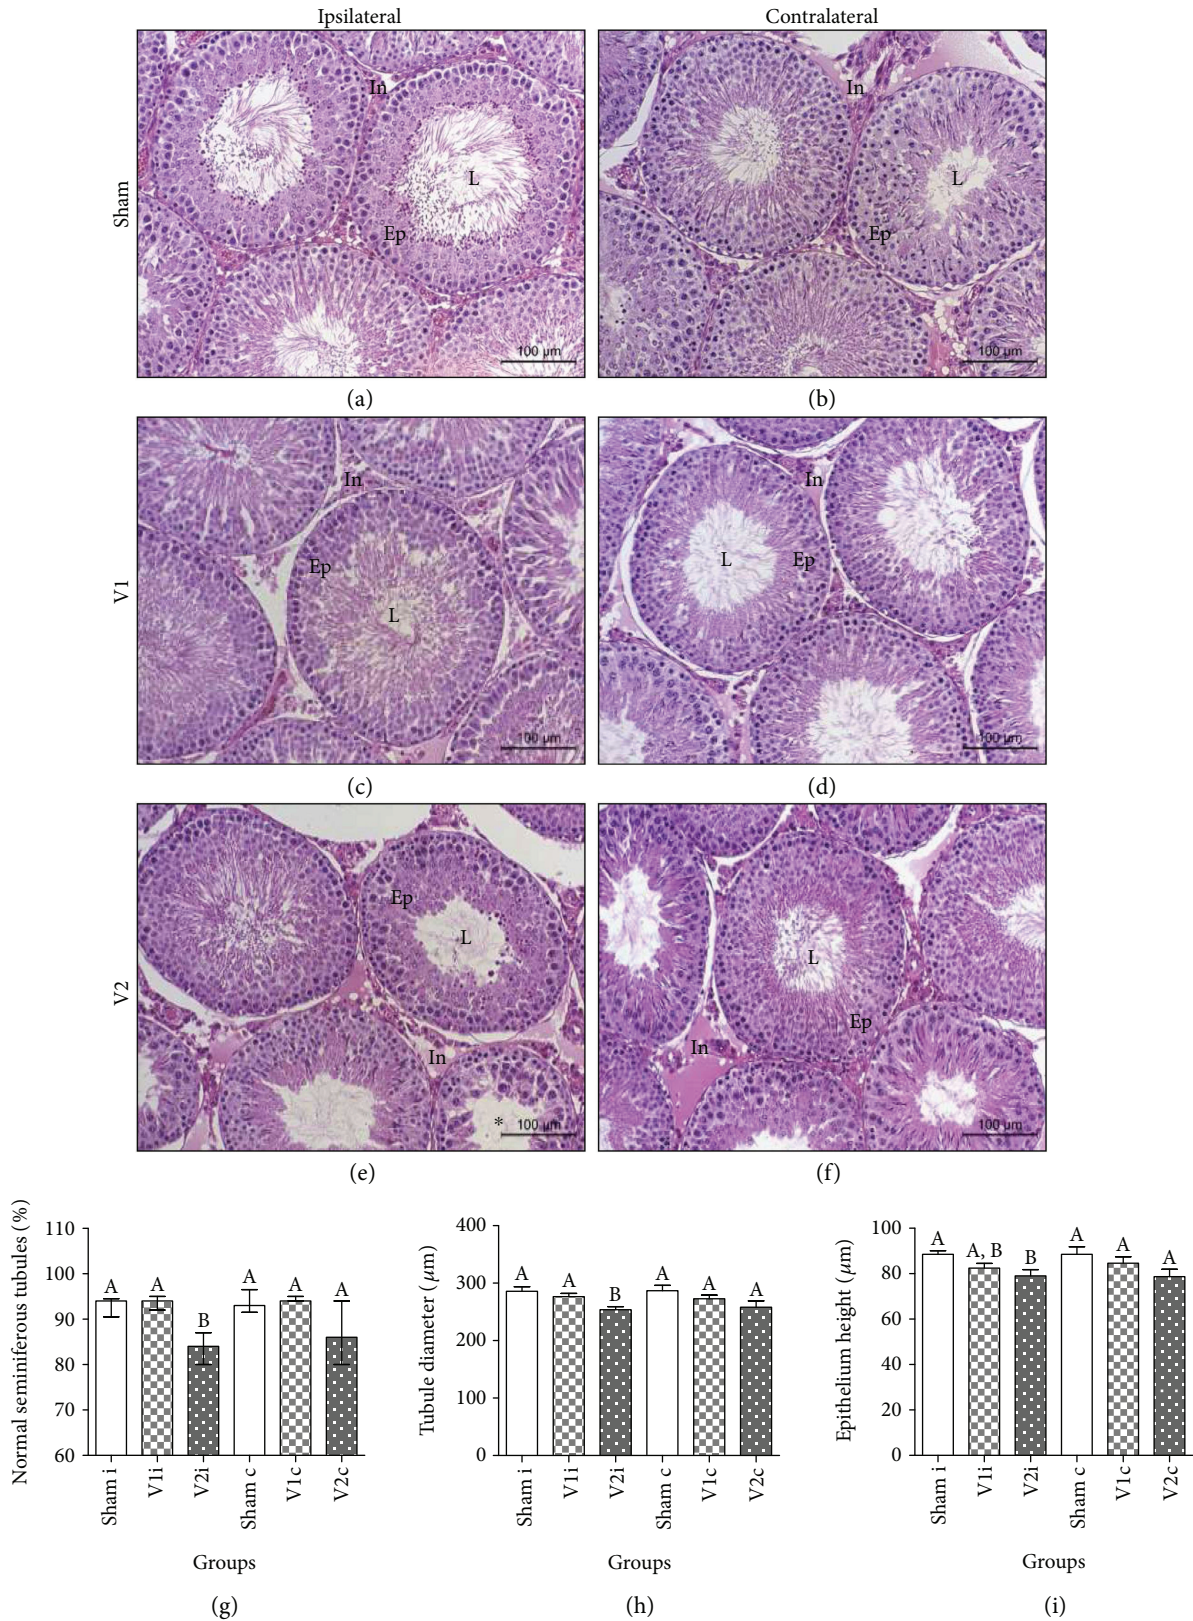 Ipsilateral
Contralateral
Sham
In
L
Ep
100 µm
In
L
Ep
100 µm
(a)
(b)
V1
In
Ep
L
100 µm
In
L
Ep
100 µm
(c)
(d)
V2
Ep
L
In
*
100 µm
L
Ep
In
100 µm
(e)
(f)
Normal seminiferous tubules (%)
110
100
90
80
70
60
A
A
B
A
A
A
Sham i
V1i
V2i
Sham c
V1c
V2c
Groups
(g)
Tubule diameter (µm)
400
300
200
100
0
A
A
B
A
A
A
Sham i
V1i
V2i
Sham c
V1c
V2c
Groups
(h)
Epithelium height (µm)
100
80
60
40
20
0
A
A, B
B
A
A
A
Sham i
V1i
V2i
Sham c
V1c
V2c
Groups
(i)